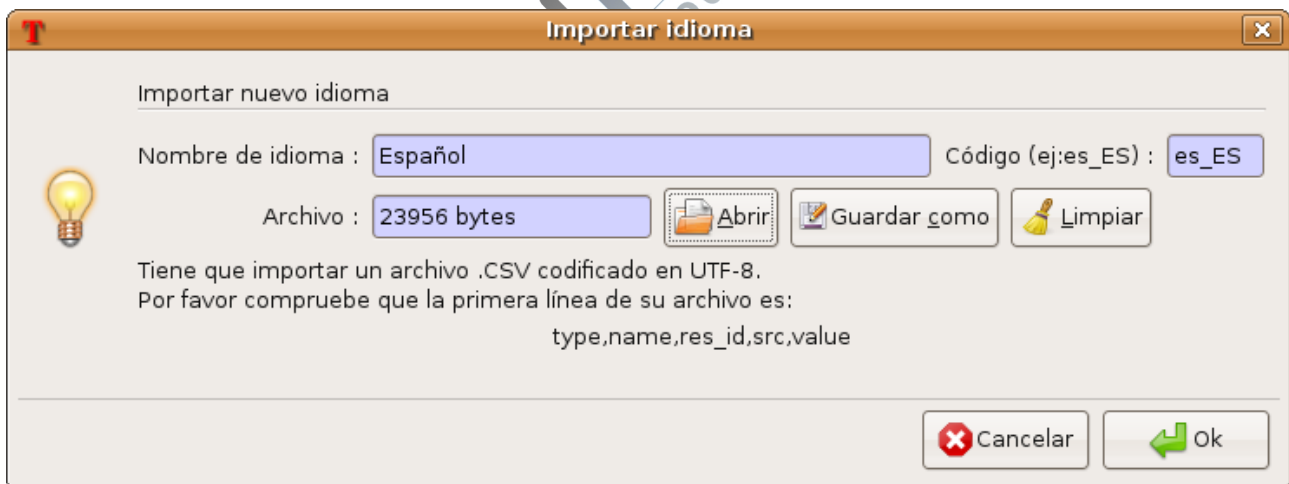 T Importar idioma
Importar nuevo idioma
Nombre de idioma : Español Código (ej:es_ES) : es_ES
Archivo : 23956 bytes Abrir Guardar como Limpiar
Tiene que importar un archivo .CSV codificado en UTF-8.
Por favor compruebe que la primera línea de su archivo es:
type,name,res_id,src,value
Cancelar Ok